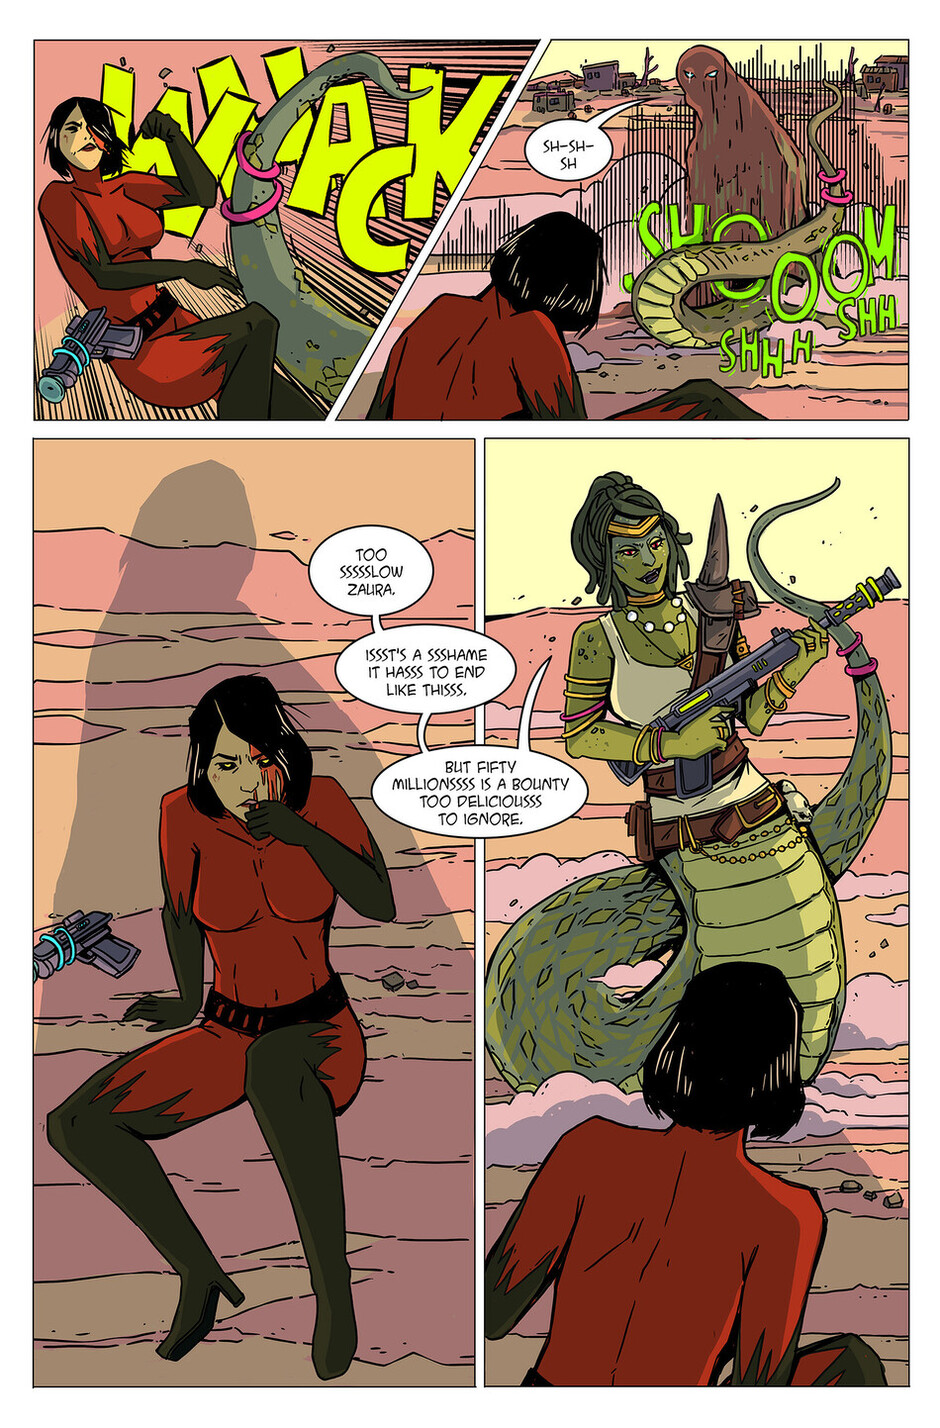 WHACK
SH-SH-
SH
SHOOOOM
SHHH
SHH
TOO
SSSSSLOW
ZAURA.
ISSST'S A SSSHAME
IT HASSS TO END
LIKE THISSS.
BUT FIFTY
MILLIONSSSS IS A BOUNTY
TOO DELICIOUSSS
TO IGNORE.